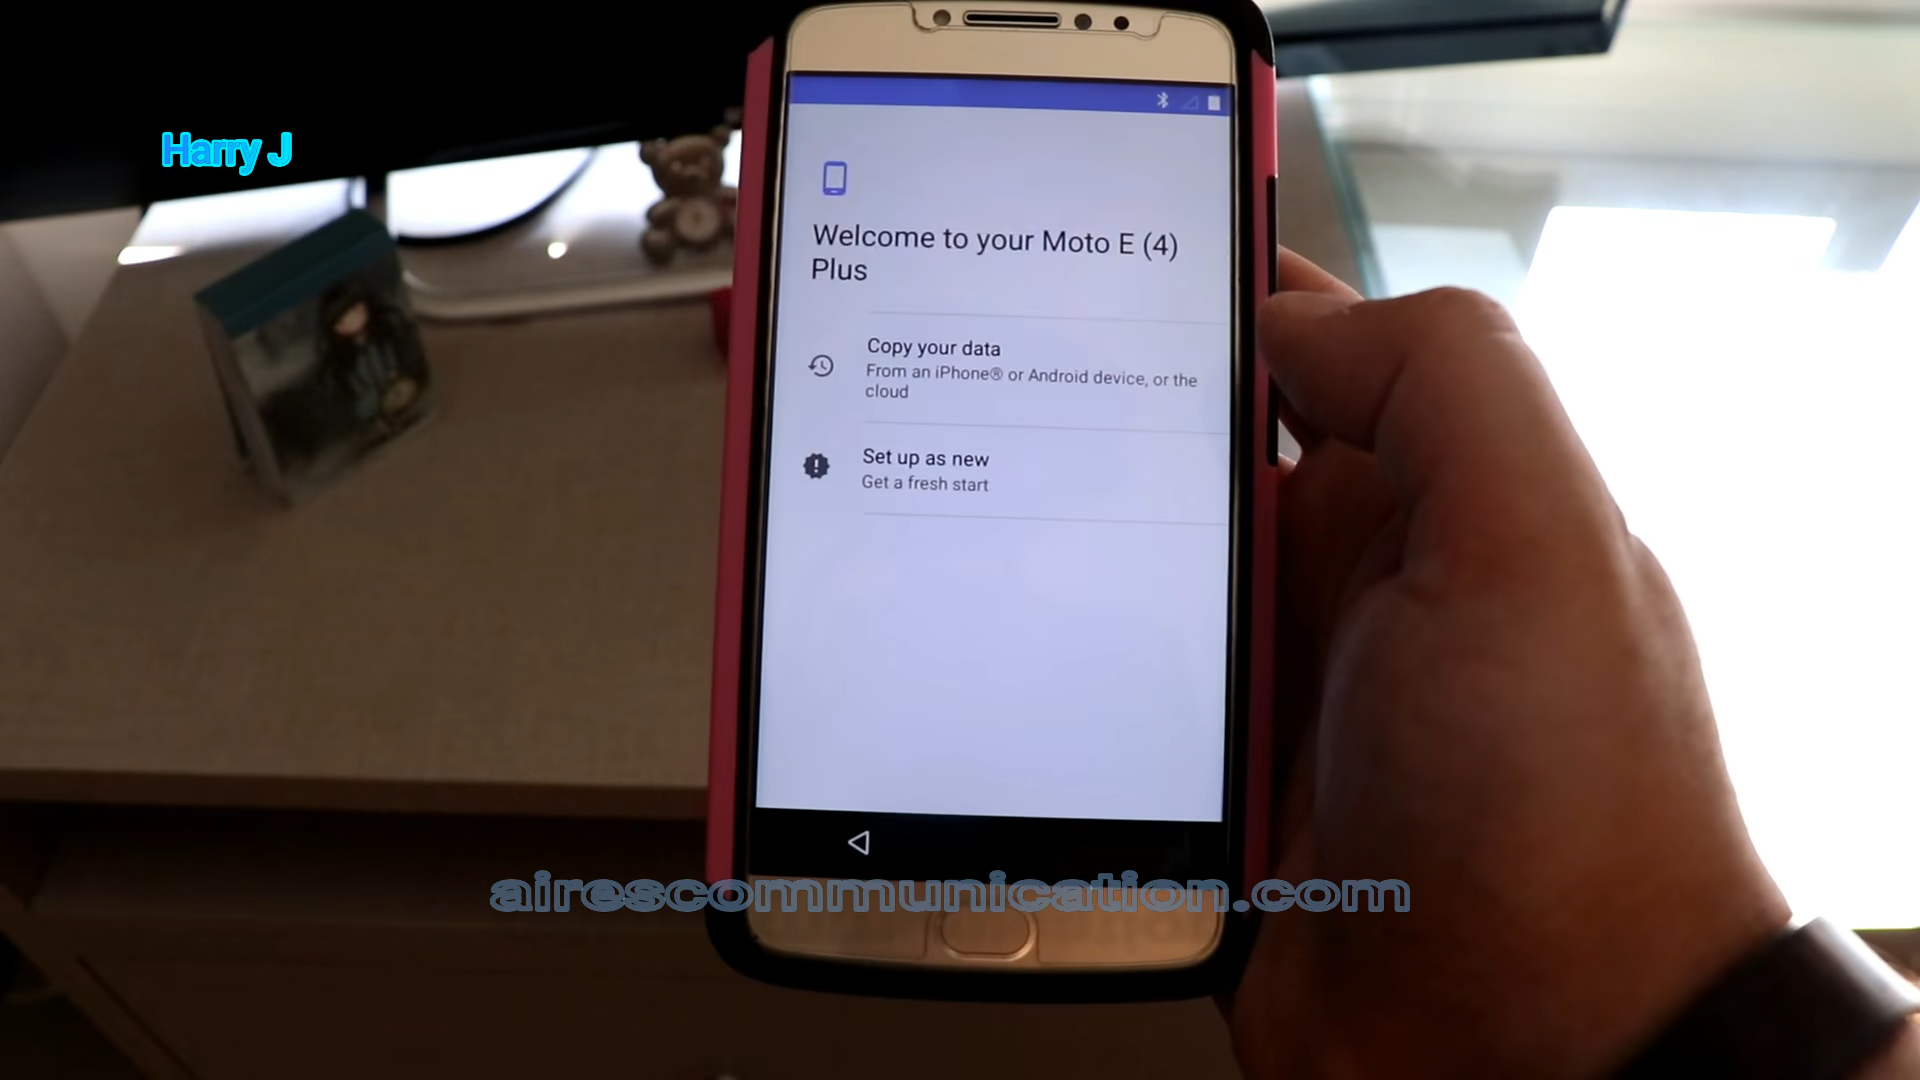 Harry J
Welcome to your Moto E (4)
Plus
Copy your data
From an iPhone® or Android device, or the
cloud
Set up as new
Get a fresh start
airescommunication.com